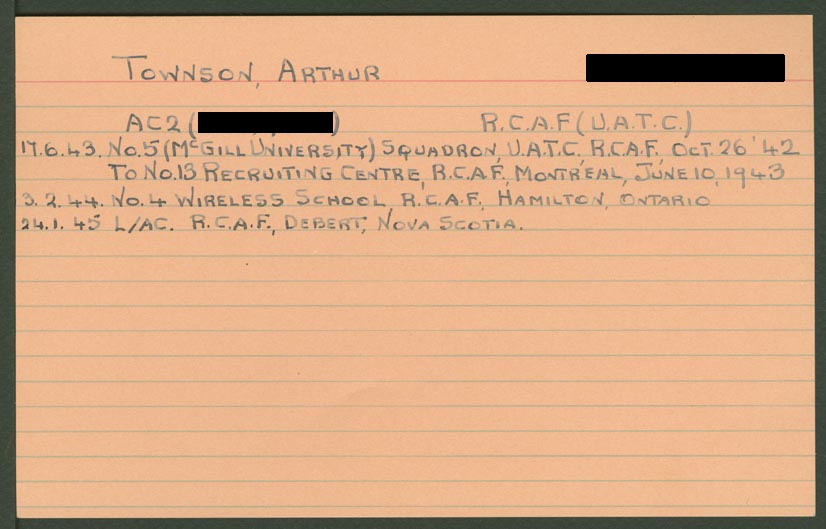 Townson, Arthur
AC2 ( ) R.C.A.F (U.A.T.C.)
17.6.43. No.5 (McGill University) Squadron, U.A.T.C, R.C.A.F, Oct. 26 '42
To No.13 Recruiting Centre, R.C.A.F., Montreal, June 10, 1943
3.2.44. No.4 Wireless School, R.C.A.F., Hamilton, Ontario
24.1.45 L/AC. R.C.A.F., Debert, Nova Scotia.